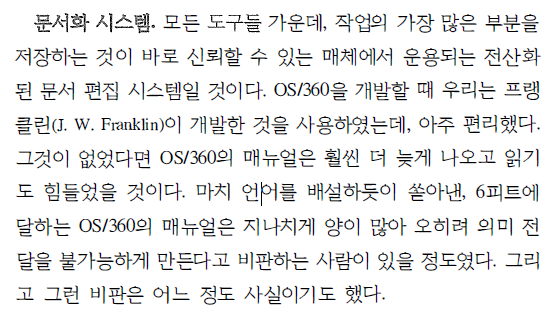 문서화 시스템. 모든 도구들 가운데, 작업의 가장 많은 부분을
저장하는 것이 바로 신뢰할 수 있는 매체에서 운용되는 전산화
된 문서 편집 시스템일 것이다. OS/360을 개발할 때 우리는 프랭
클린(J. W. Franklin)이 개발한 것을 사용하였는데, 아주 편리했다.
그것이 없었다면 OS/360의 매뉴얼은 훨씬 더 늦게 나오고 읽기
도 힘들었을 것이다. 마치 언어를 배설하듯이 쏟아낸, 6피트에
달하는 OS/360의 매뉴얼은 지나치게 양이 많아 오히려 의미 전
달을 불가능하게 만든다고 비판하는 사람이 있을 정도였다. 그리
고 그런 비판은 어느 정도 사실이기도 했다.